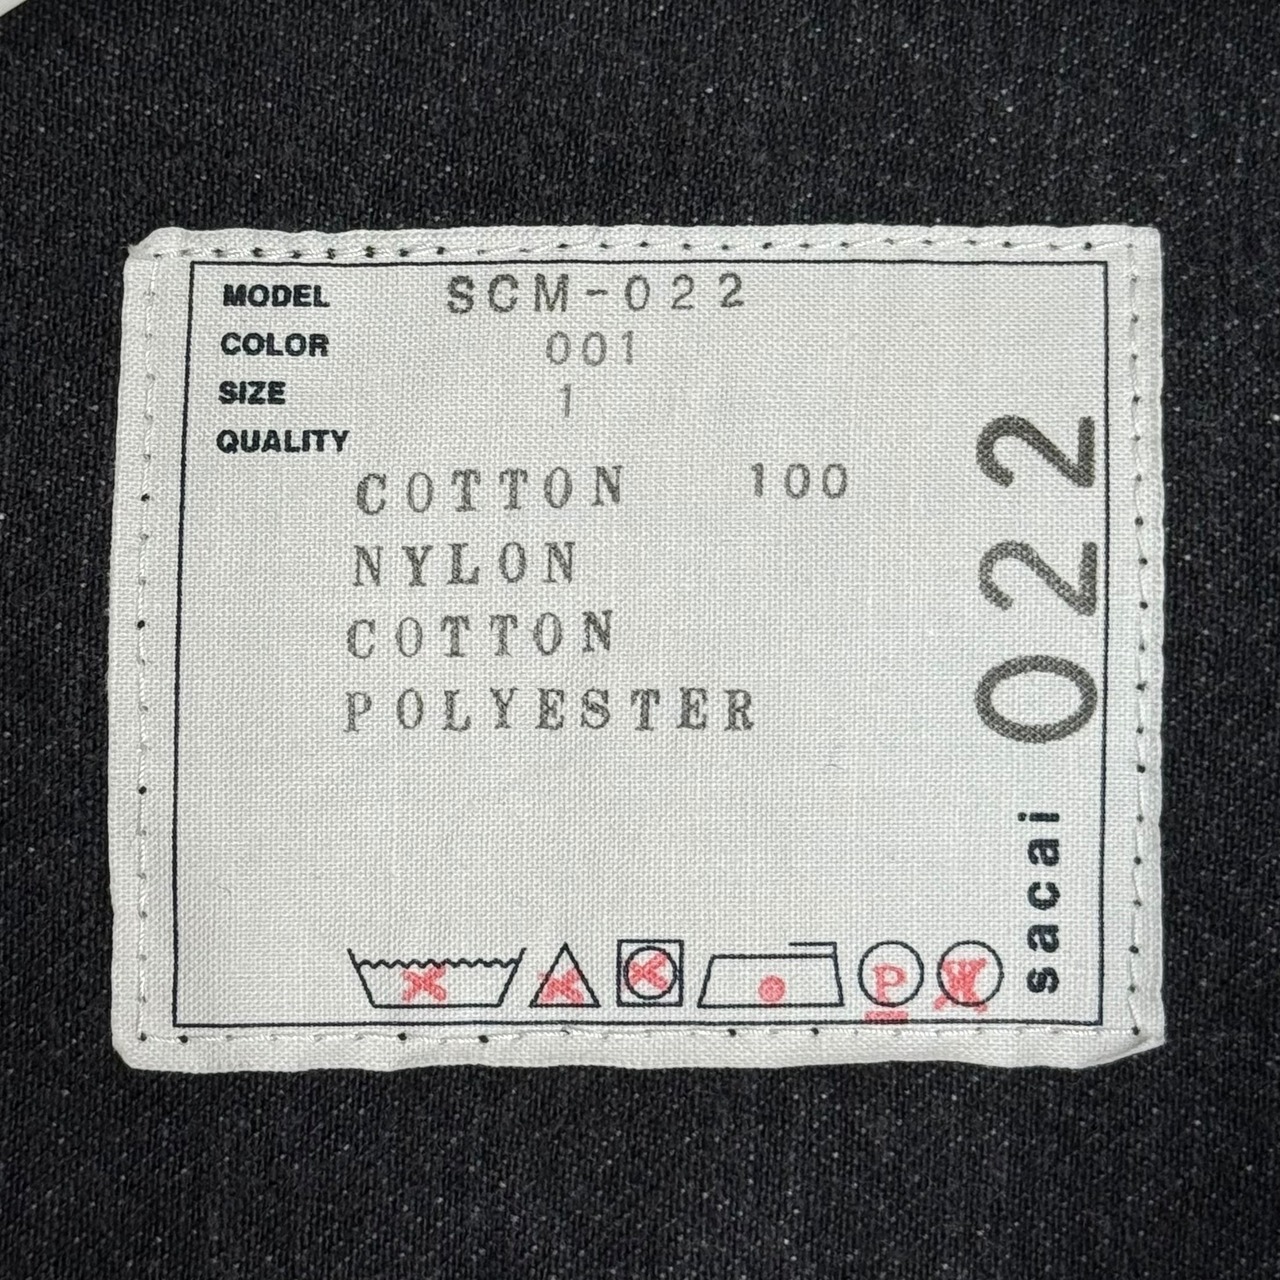 MODEL SCM-022
COLOR 001
SIZE 1
QUALITY
COTTON 100
NYLON
COTTON
POLYESTER
022
sacai
P
W